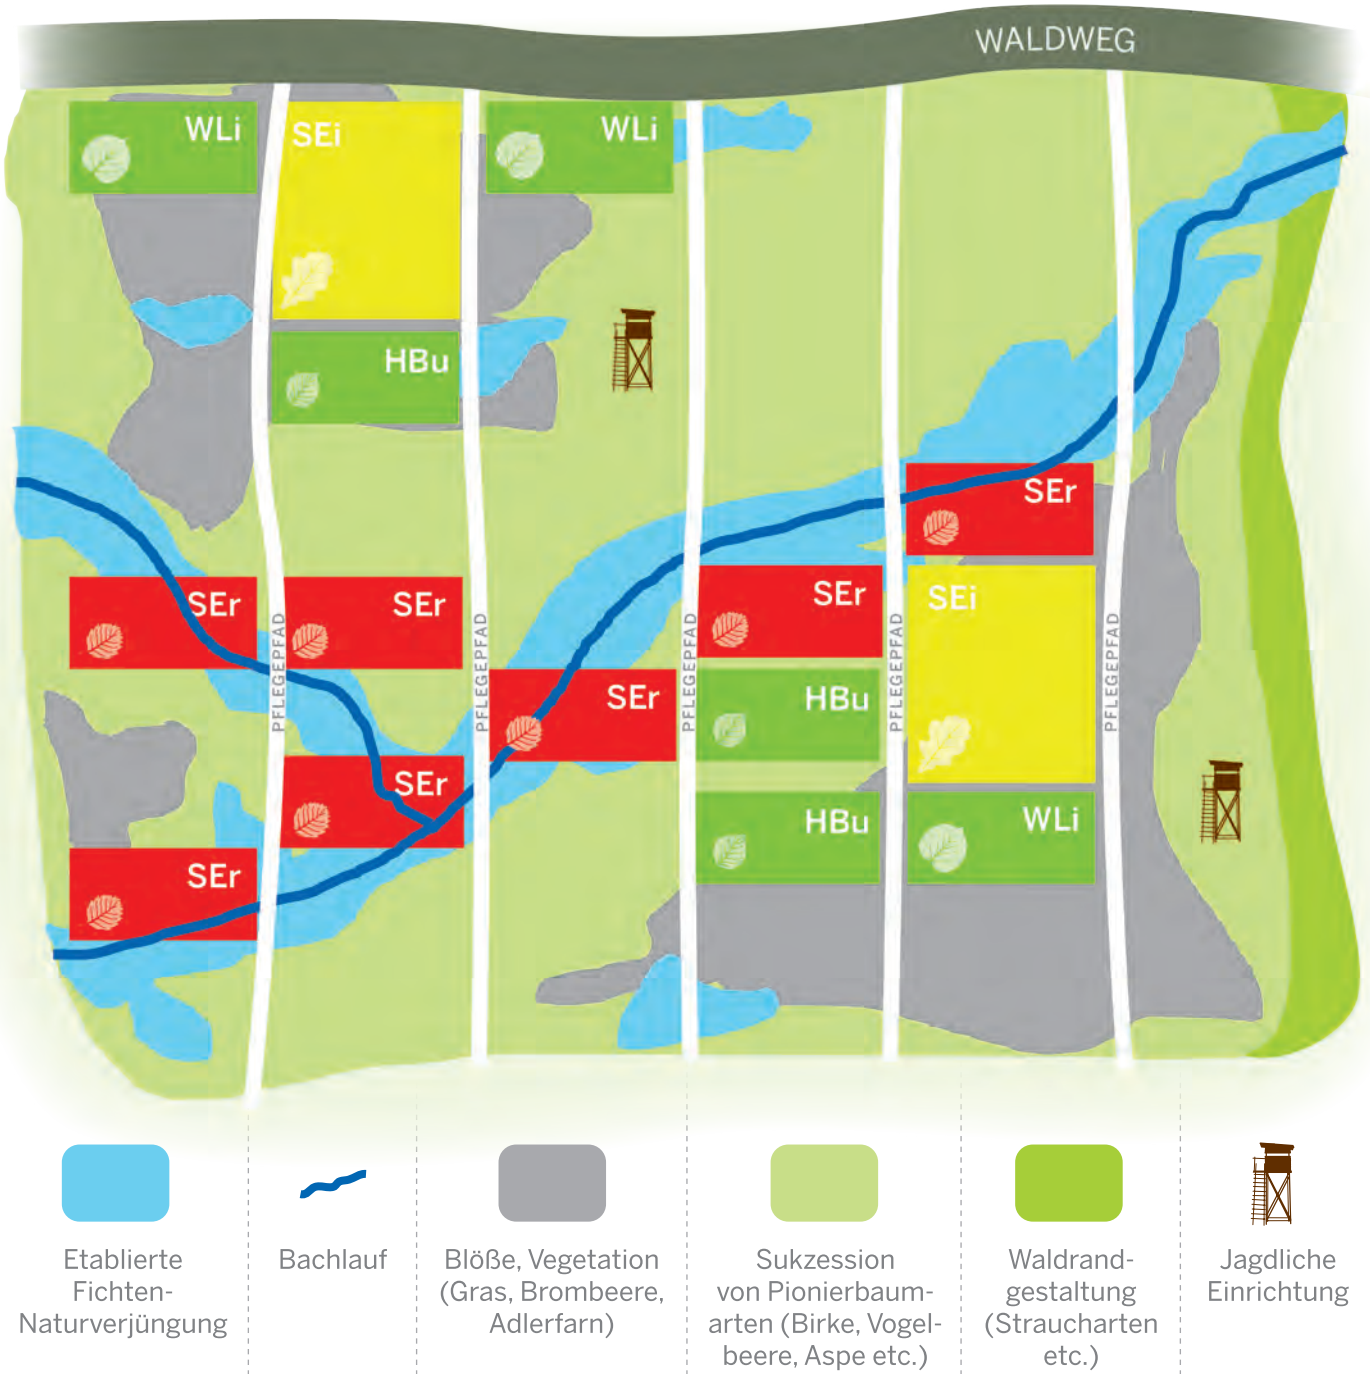 WALDWEG
WLi
SEi
WLi
HBu
SEr
SEr
SEr
SEr
SEi
PFLEGEPFAD
PFLEGEPFAD
PFLEGEPFAD
PFLEGEPFAD
PFLEGEPFAD
SEr
HBu
SEr
HBu
WLi
SEr
Etablierte
Fichten-
Naturverjüngung
Bachlauf
Blöße, Vegetation
(Gras, Brombeere,
Adlerfarn)
Sukzession
von Pionierbaum-
arten (Birke, Vogel-
beere, Aspe etc.)
Waldrand-
gestaltung
(Straucharten
etc.)
Jagdliche
Einrichtung